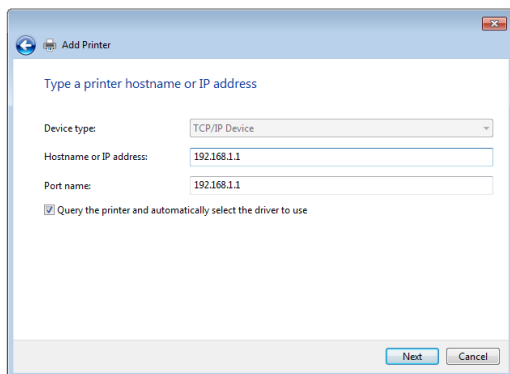 Add Printer
Type a printer hostname or IP address
Device type: TCP/IP Device
Hostname or IP address: 192.168.1.1
Port name: 192.168.1.1
Query the printer and automatically select the driver to use
Next Cancel